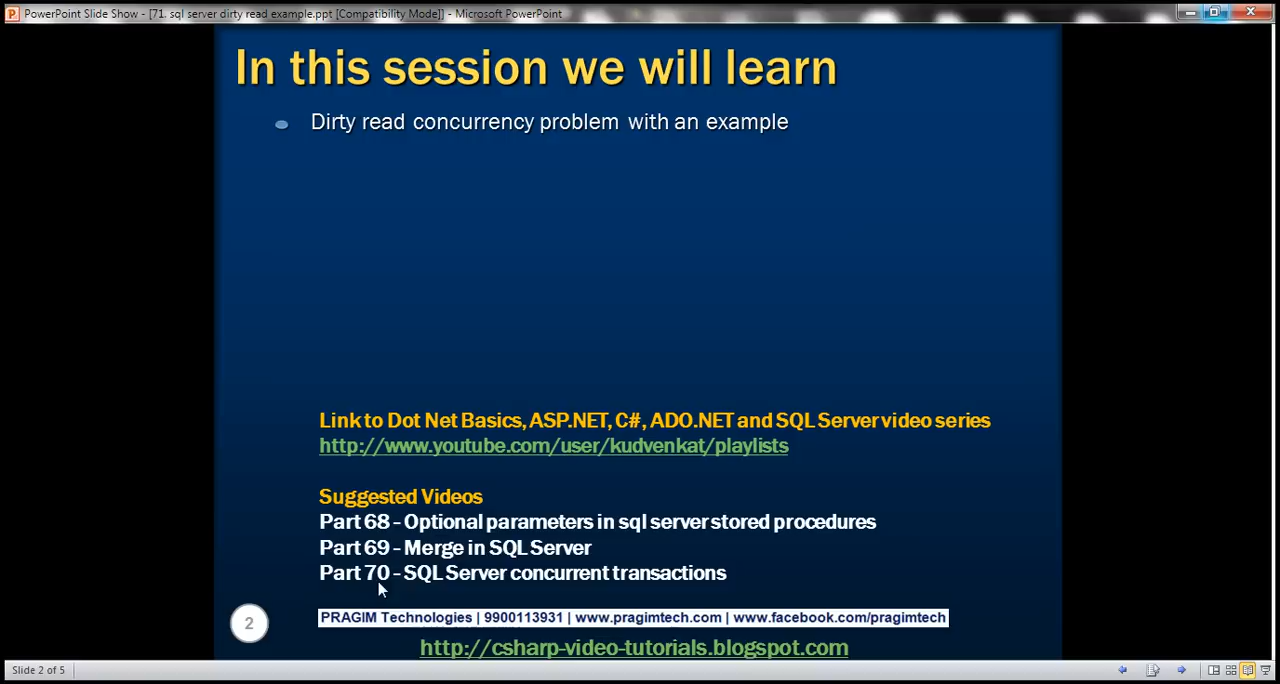 PowerPoint Slide Show - [71. sql server dirty read example.ppt [Compatibility Mode]] - Microsoft PowerPoint
In this session we will learn
Dirty read concurrency problem with an example
Link to Dot Net Basics, ASP.NET, C#, ADO.NET and SQL Server video series
http://www.youtube.com/user/kudvenkat/playlists
Suggested Videos
Part 68 - Optional parameters in sql server stored procedures
Part 69 - Merge in SQL Server
Part 70 - SQL Server concurrent transactions
PRAGIM Technologies | 9900113931 | www.pragimtech.com | www.facebook.com/pragimtech
2
http://csharp-video-tutorials.blogspot.com
Slide 2 of 5